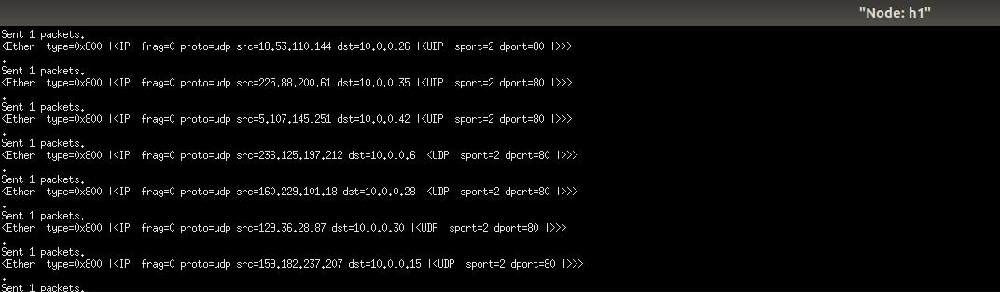 "Node: h1"
Sent 1 packets.
<Ether  type=0x800 |<IP  frag=0 proto=udp src=18.53.110.144 dst=10.0.0.26 |<UDP  sport=2 dport=80 |>>>
.
Sent 1 packets.
<Ether  type=0x800 |<IP  frag=0 proto=udp src=225.88.200.61 dst=10.0.0.35 |<UDP  sport=2 dport=80 |>>>
.
Sent 1 packets.
<Ether  type=0x800 |<IP  frag=0 proto=udp src=5.107.145.251 dst=10.0.0.42 |<UDP  sport=2 dport=80 |>>>
.
Sent 1 packets.
<Ether  type=0x800 |<IP  frag=0 proto=udp src=236.125.197.212 dst=10.0.0.6 |<UDP  sport=2 dport=80 |>>>
.
Sent 1 packets.
<Ether  type=0x800 |<IP  frag=0 proto=udp src=160.229.101.18 dst=10.0.0.28 |<UDP  sport=2 dport=80 |>>>
.
Sent 1 packets.
<Ether  type=0x800 |<IP  frag=0 proto=udp src=129.36.28.87 dst=10.0.0.30 |<UDP  sport=2 dport=80 |>>>
.
Sent 1 packets.
<Ether  type=0x800 |<IP  frag=0 proto=udp src=159.182.237.207 dst=10.0.0.15 |<UDP  sport=2 dport=80 |>>>
.
Sent 1 packets.